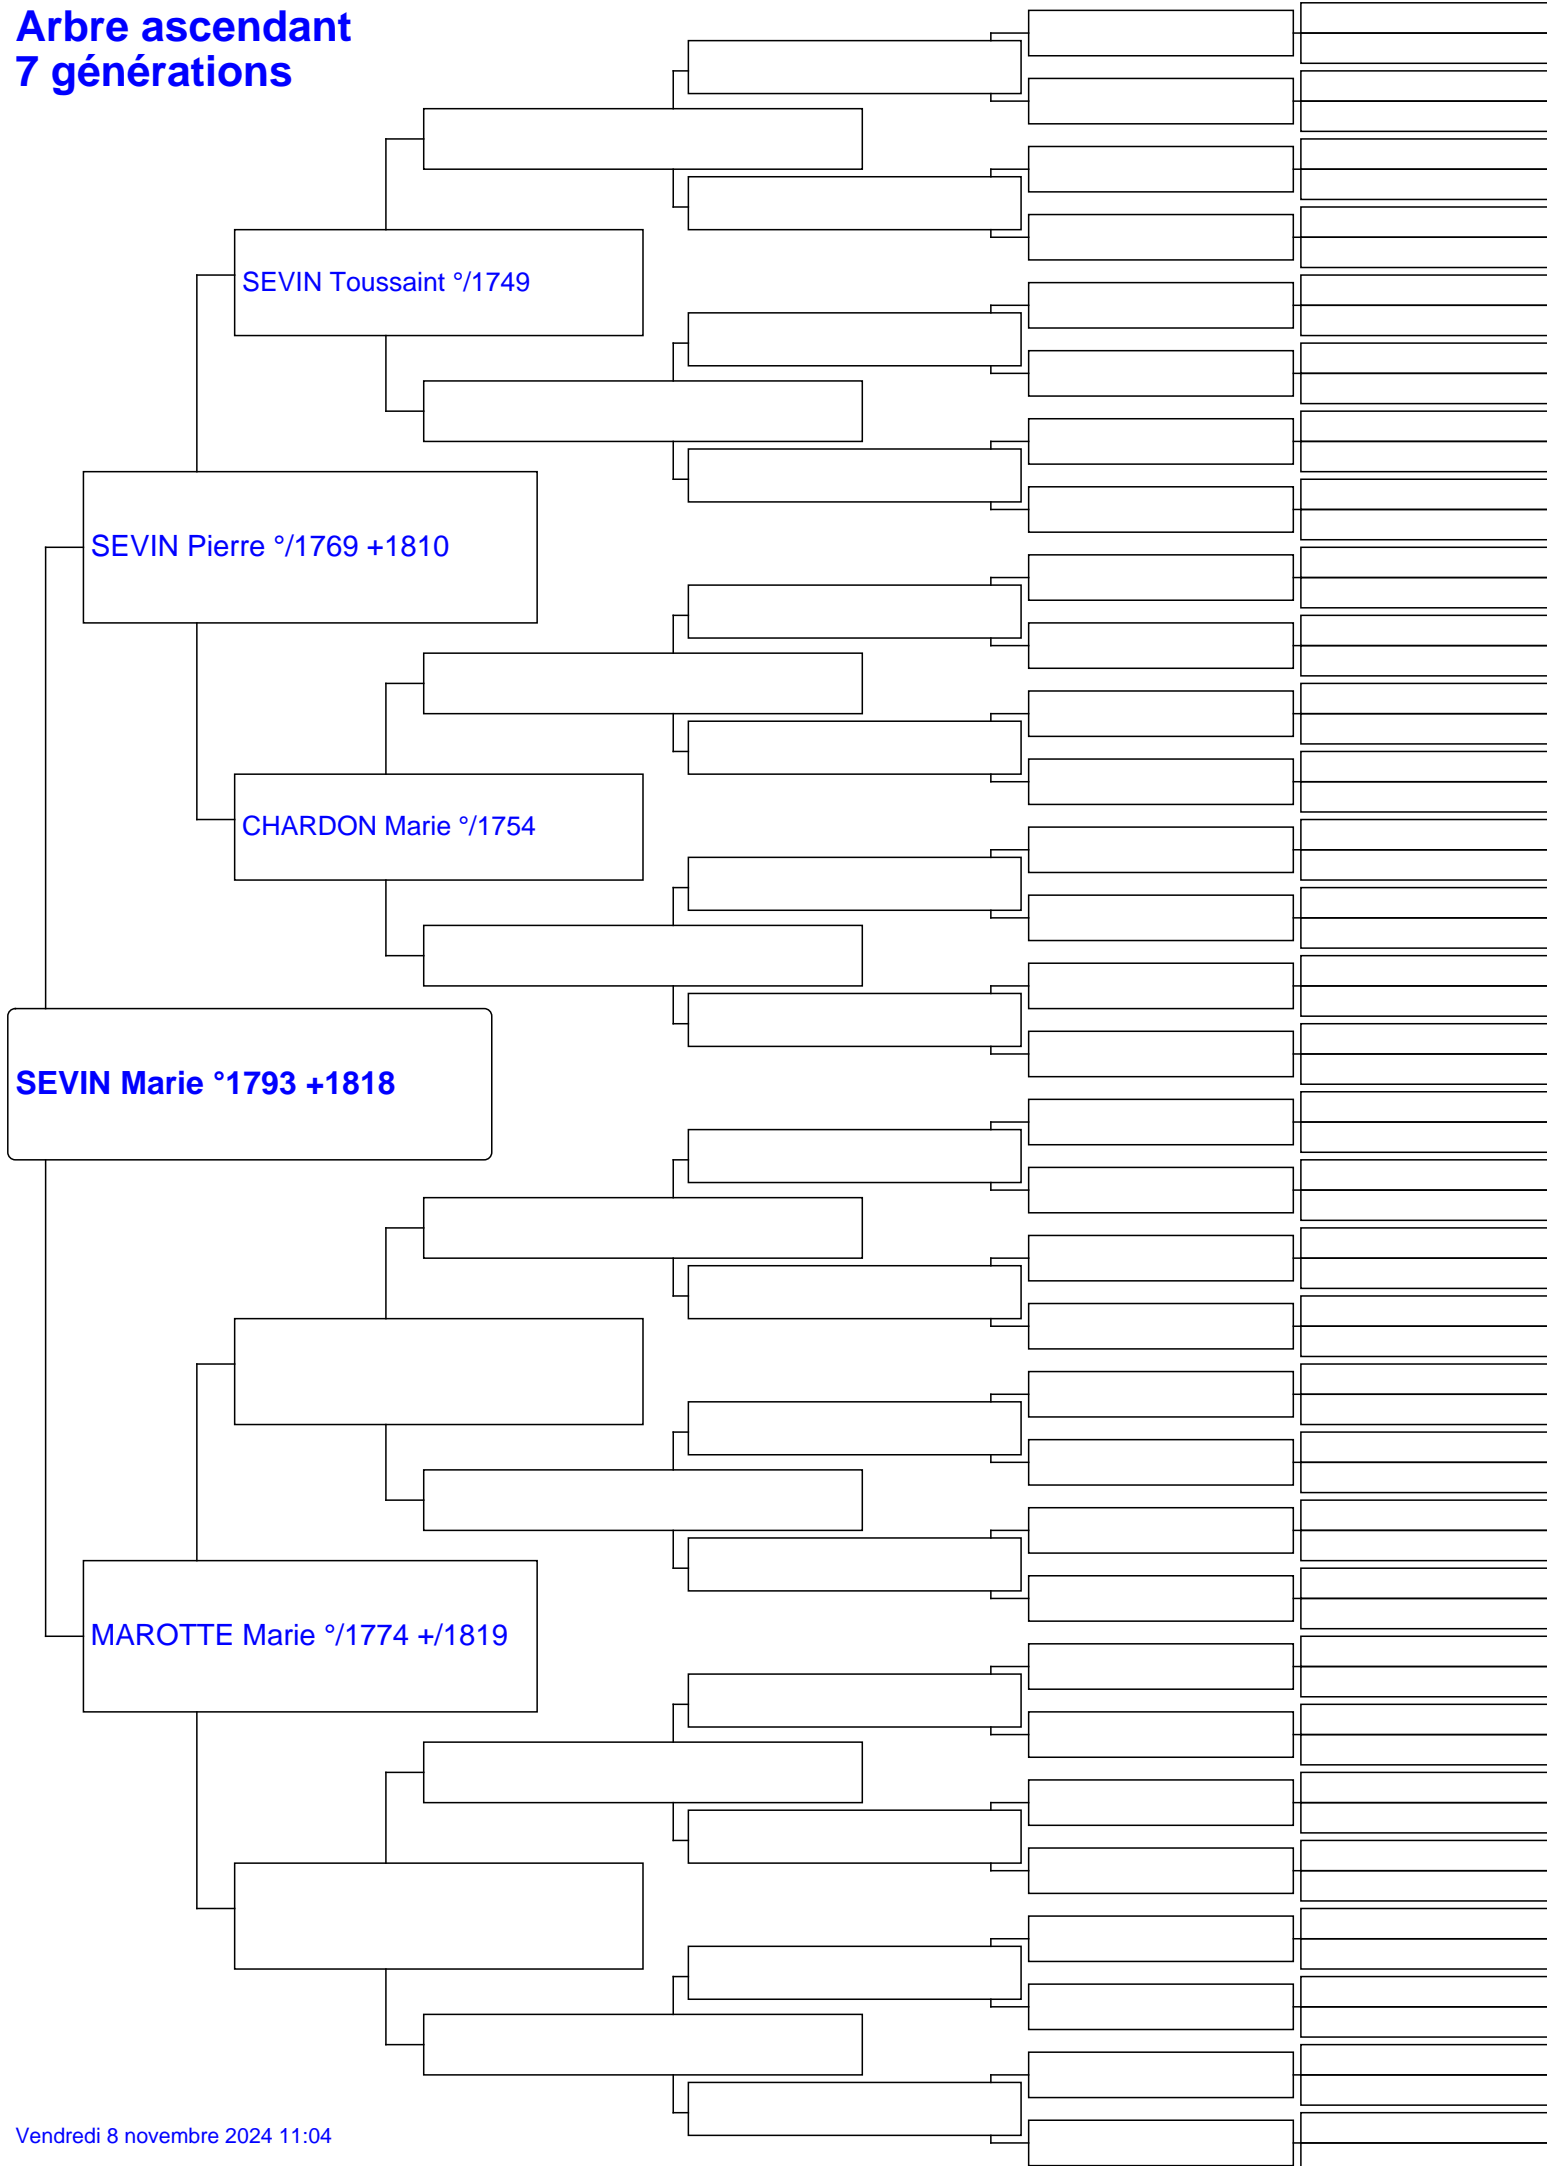 Arbre ascendant
7 générations
SEVIN Toussaint °/1749
SEVIN Pierre °/1769 +1810
CHARDON Marie °/1754
SEVIN Marie °1793 +1818
MAROTTE Marie °/1774 +/1819
Vendredi 8 novembre 2024 11:04